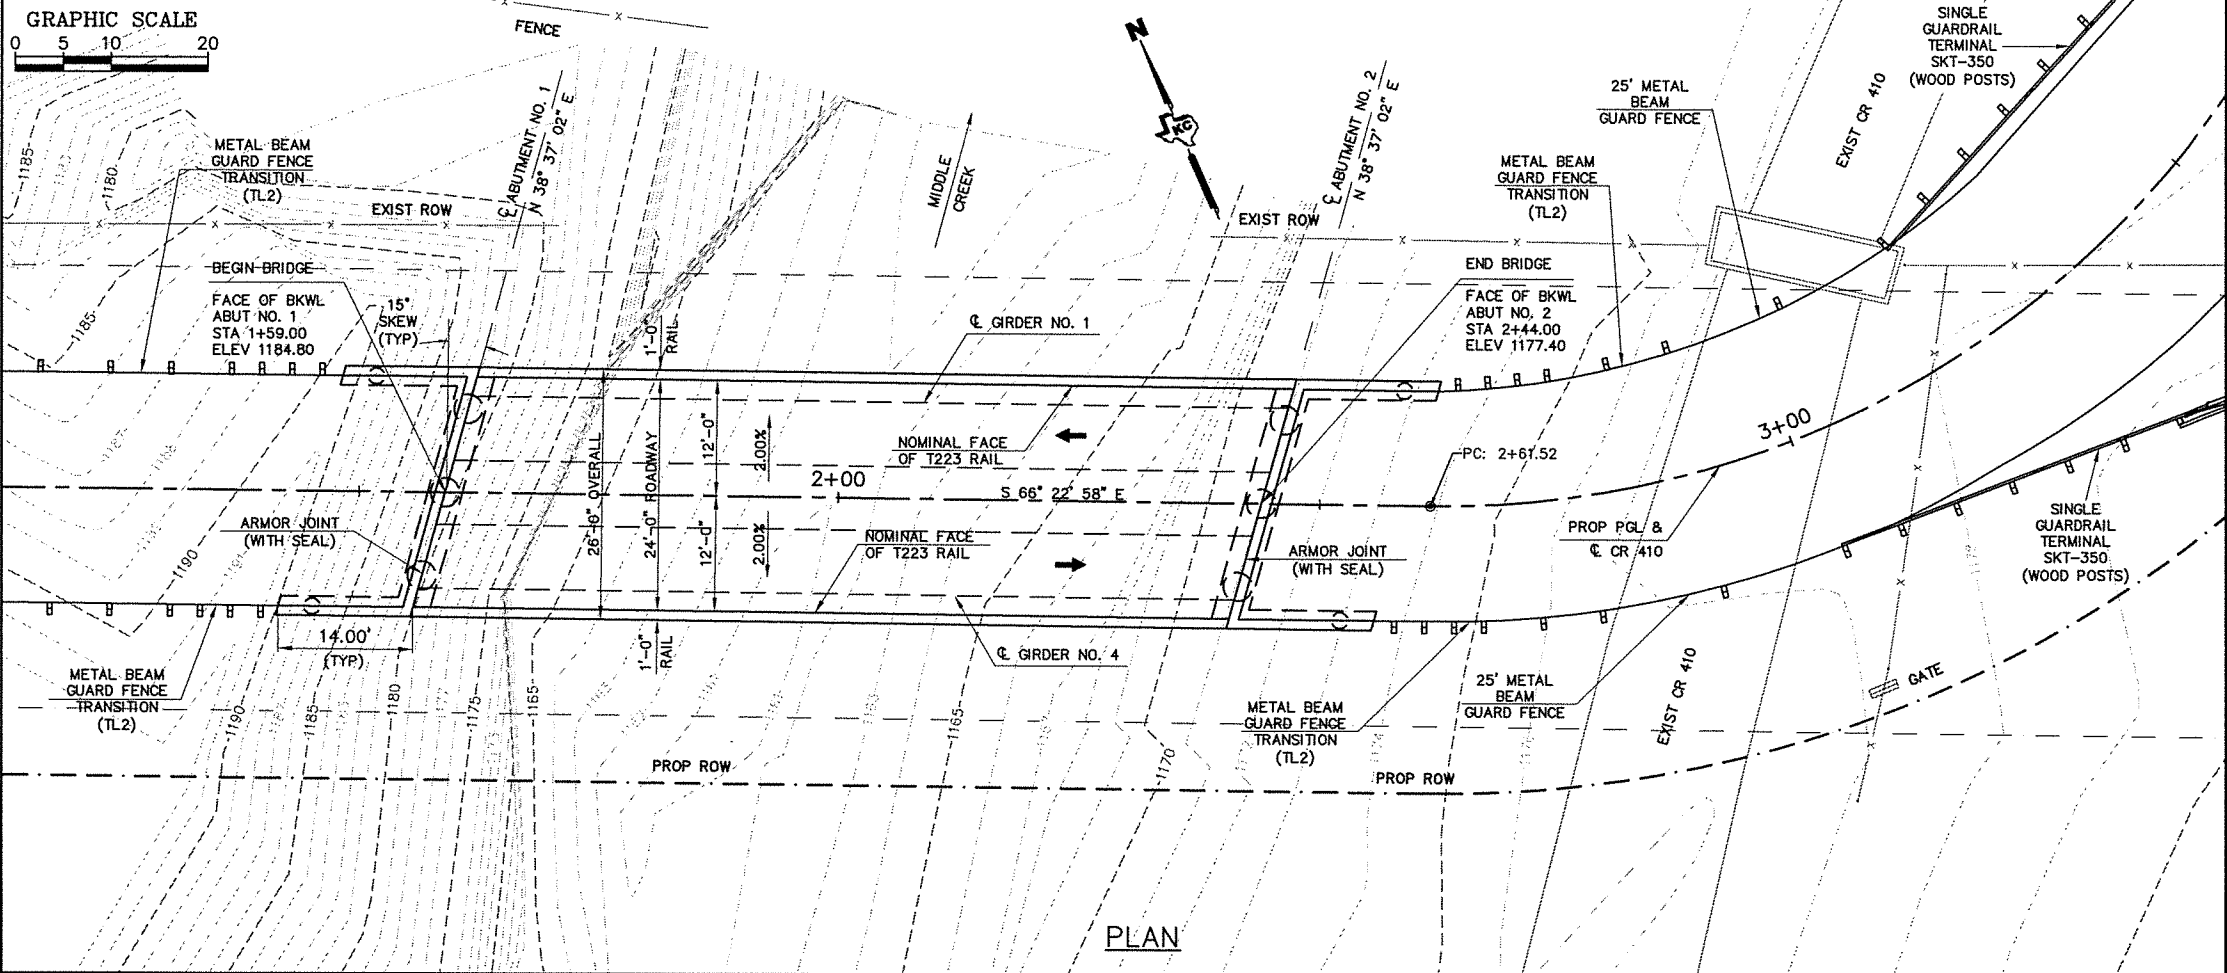 GRAPHIC SCALE
0 5 10 20
FENCE
℄ ABUTMENT NO. 1
N 38° 37' 02" E
N
KC
MIDDLE
CREEK
℄ ABUTMENT NO. 2
N 38° 37' 02" E
25' METAL
BEAM
GUARD FENCE
EXIST CR 410
SINGLE
GUARDRAIL
TERMINAL
SKT-350
(WOOD POSTS)
1185
1180
METAL BEAM
GUARD FENCE
TRANSITION
(TL2)
EXIST ROW
METAL BEAM
GUARD FENCE
TRANSITION
(TL2)
EXIST ROW
BEGIN BRIDGE
FACE OF BKWL
ABUT NO. 1
STA 1+59.00
ELEV 1184.80
1185
15°
SKEW
(TYP)
1'-0"
RAIL
℄ GIRDER NO. 1
END BRIDGE
FACE OF BKWL
ABUT NO. 2
STA 2+44.00
ELEV 1177.40
26'-0" OVERALL
24'-0" ROADWAY
12'-0"
2.00%
NOMINAL FACE
OF T223 RAIL
2+00
S 66° 22' 58" E
PC: 2+61.52
3+00
PROP PGL &
℄ CR 410
ARMOR JOINT
(WITH SEAL)
1190
12'-0"
2.00%
NOMINAL FACE
OF T223 RAIL
ARMOR JOINT
(WITH SEAL)
SINGLE
GUARDRAIL
TERMINAL
SKT-350
(WOOD POSTS)
14.00'
(TYP)
1'-0"
RAIL
℄ GIRDER NO. 4
METAL BEAM
GUARD FENCE
TRANSITION
(TL2)
1190
1185
1180
1175
1165
1165
1170
METAL BEAM
GUARD FENCE
TRANSITION
(TL2)
25' METAL
BEAM
GUARD FENCE
EXIST CR 410
GATE
PROP ROW
PROP ROW
PLAN